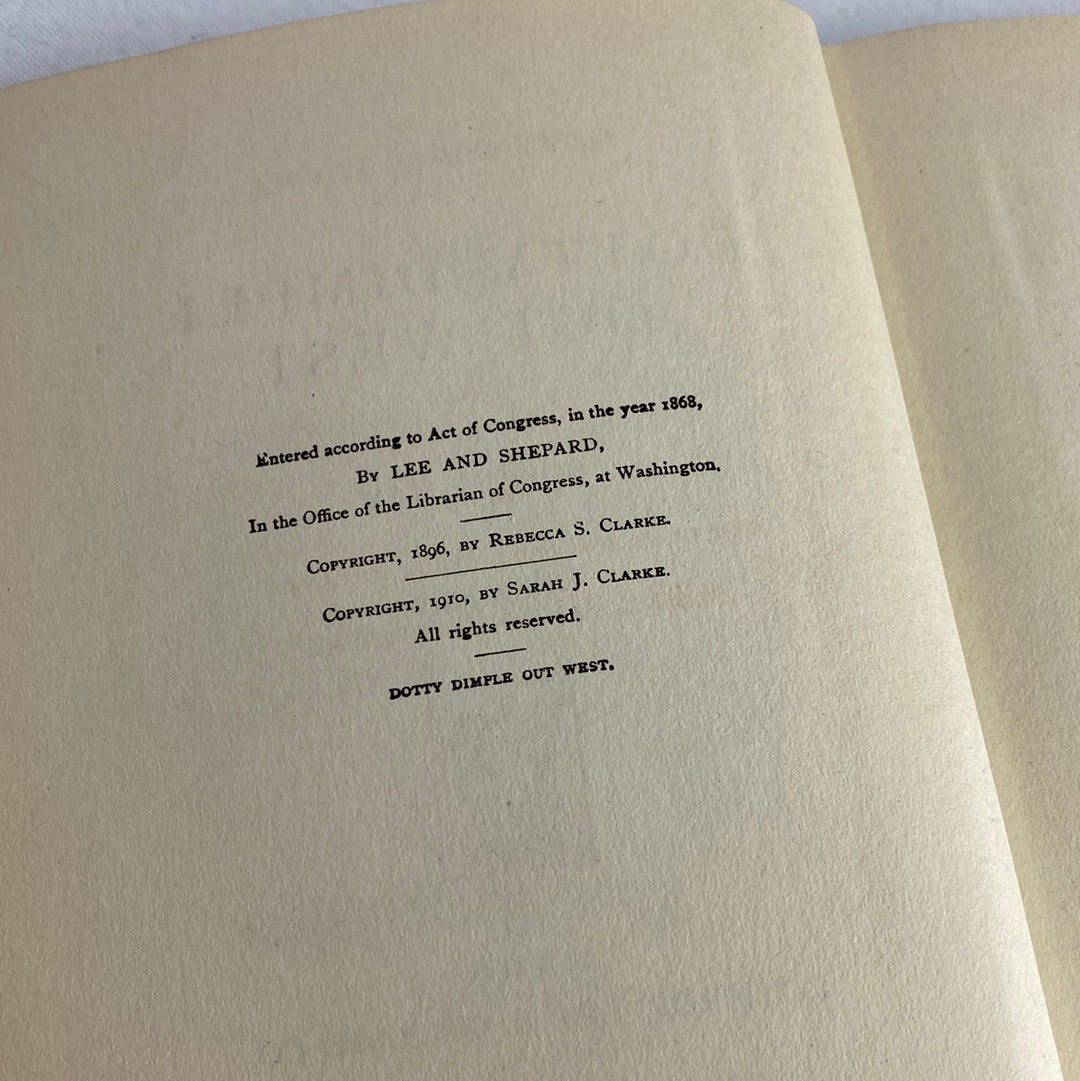 Entered according to Act of Congress, in the year 1868,
By LEE AND SHEPARD,
In the Office of the Librarian of Congress, at Washington.
COPYRIGHT, 1896, BY REBECCA S. CLARKE.
COPYRIGHT, 1910, BY SARAH J. CLARKE.
All rights reserved.
DOTTY DIMPLE OUT WEST.